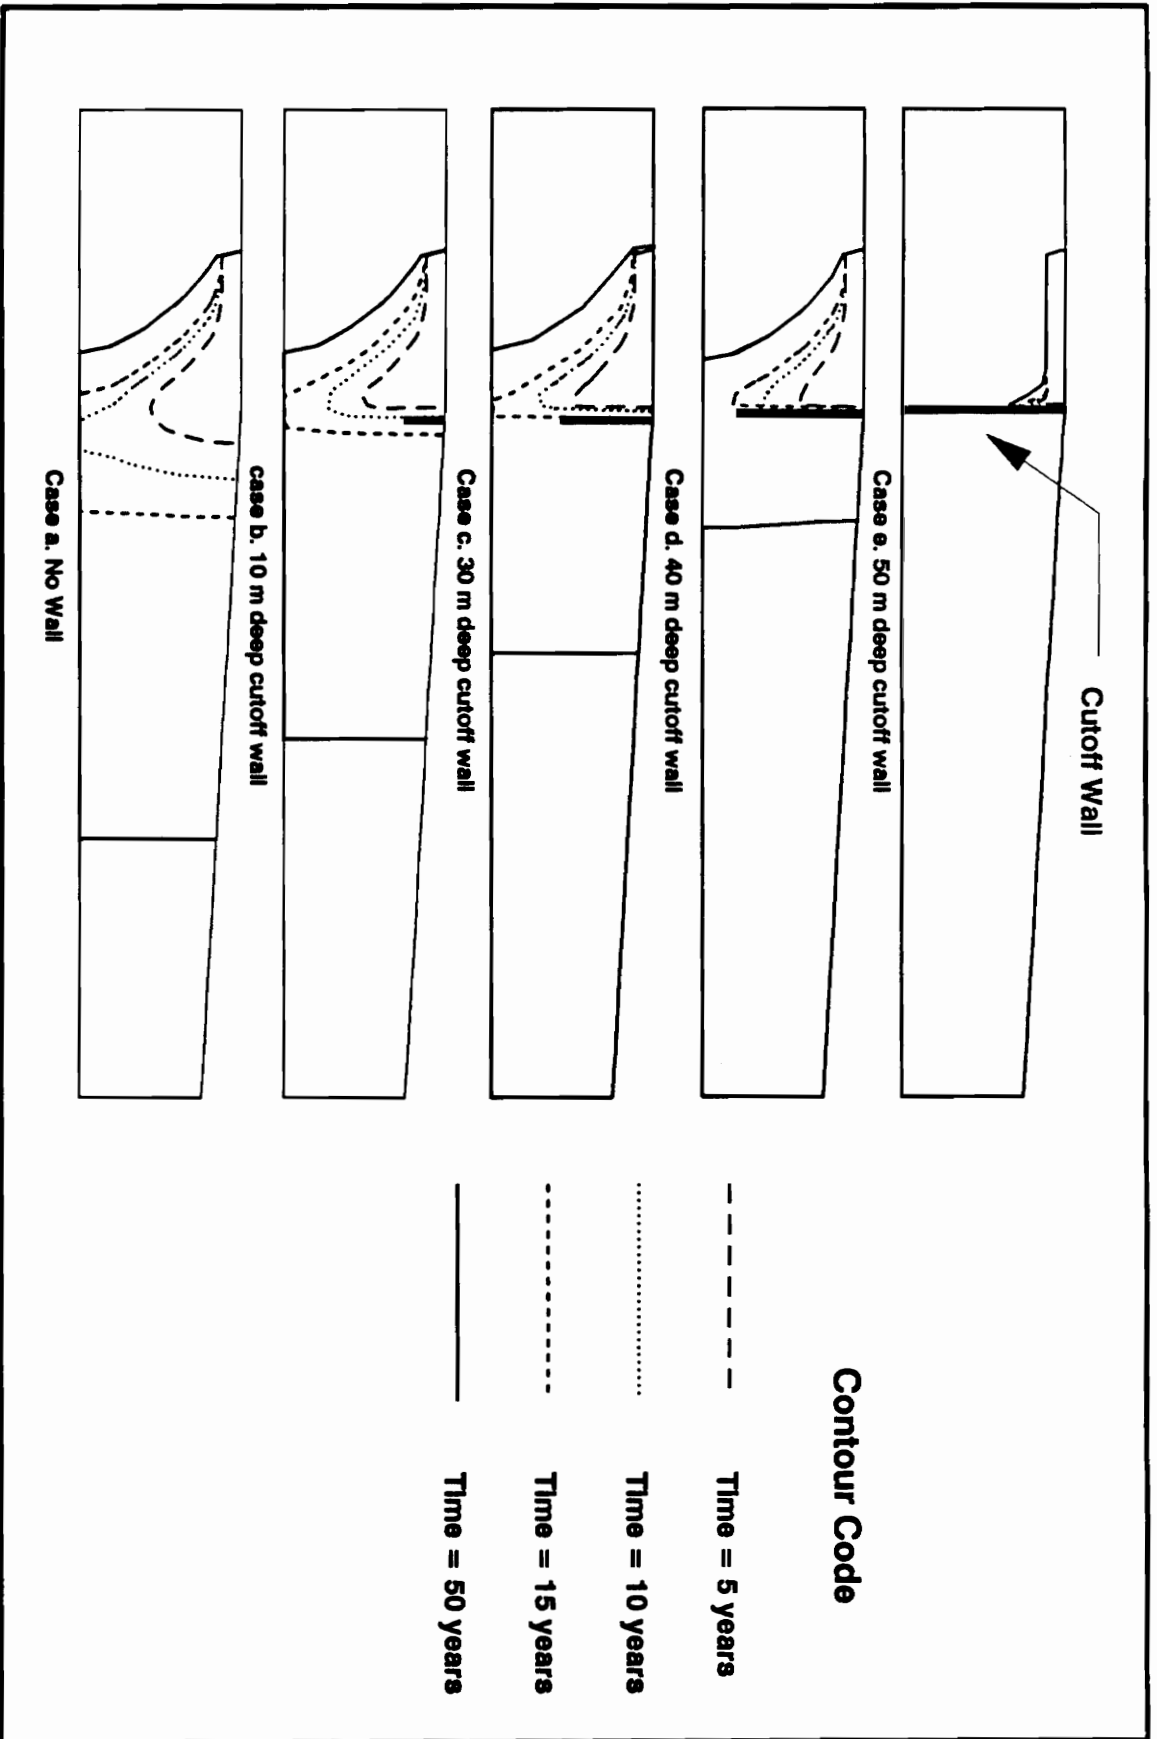 Cutoff Wall
Case e. 50 m deep cutoff wall
Case d. 40 m deep cutoff wall
Case c. 30 m deep cutoff wall
case b. 10 m deep cutoff wall
Case a. No Wall
Contour Code
Time = 5 years
Time = 10 years
Time = 15 years
Time = 50 years